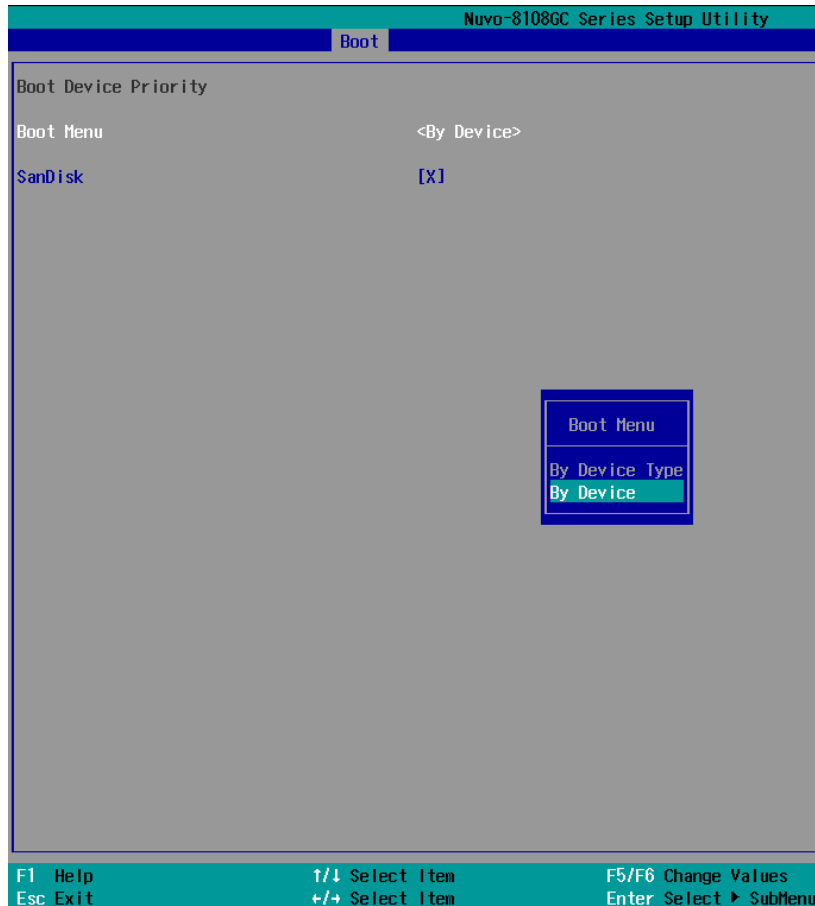 Nuvo-8108GC Series Setup Utility
Boot
Boot Device Priority
Boot Menu <By Device>
SanDisk [X]
Boot Menu
By Device Type
By Device
F1 Help ↑/↓ Select Item F5/F6 Change Values
Esc Exit ←/→ Select Item Enter Select ▶ SubMenu